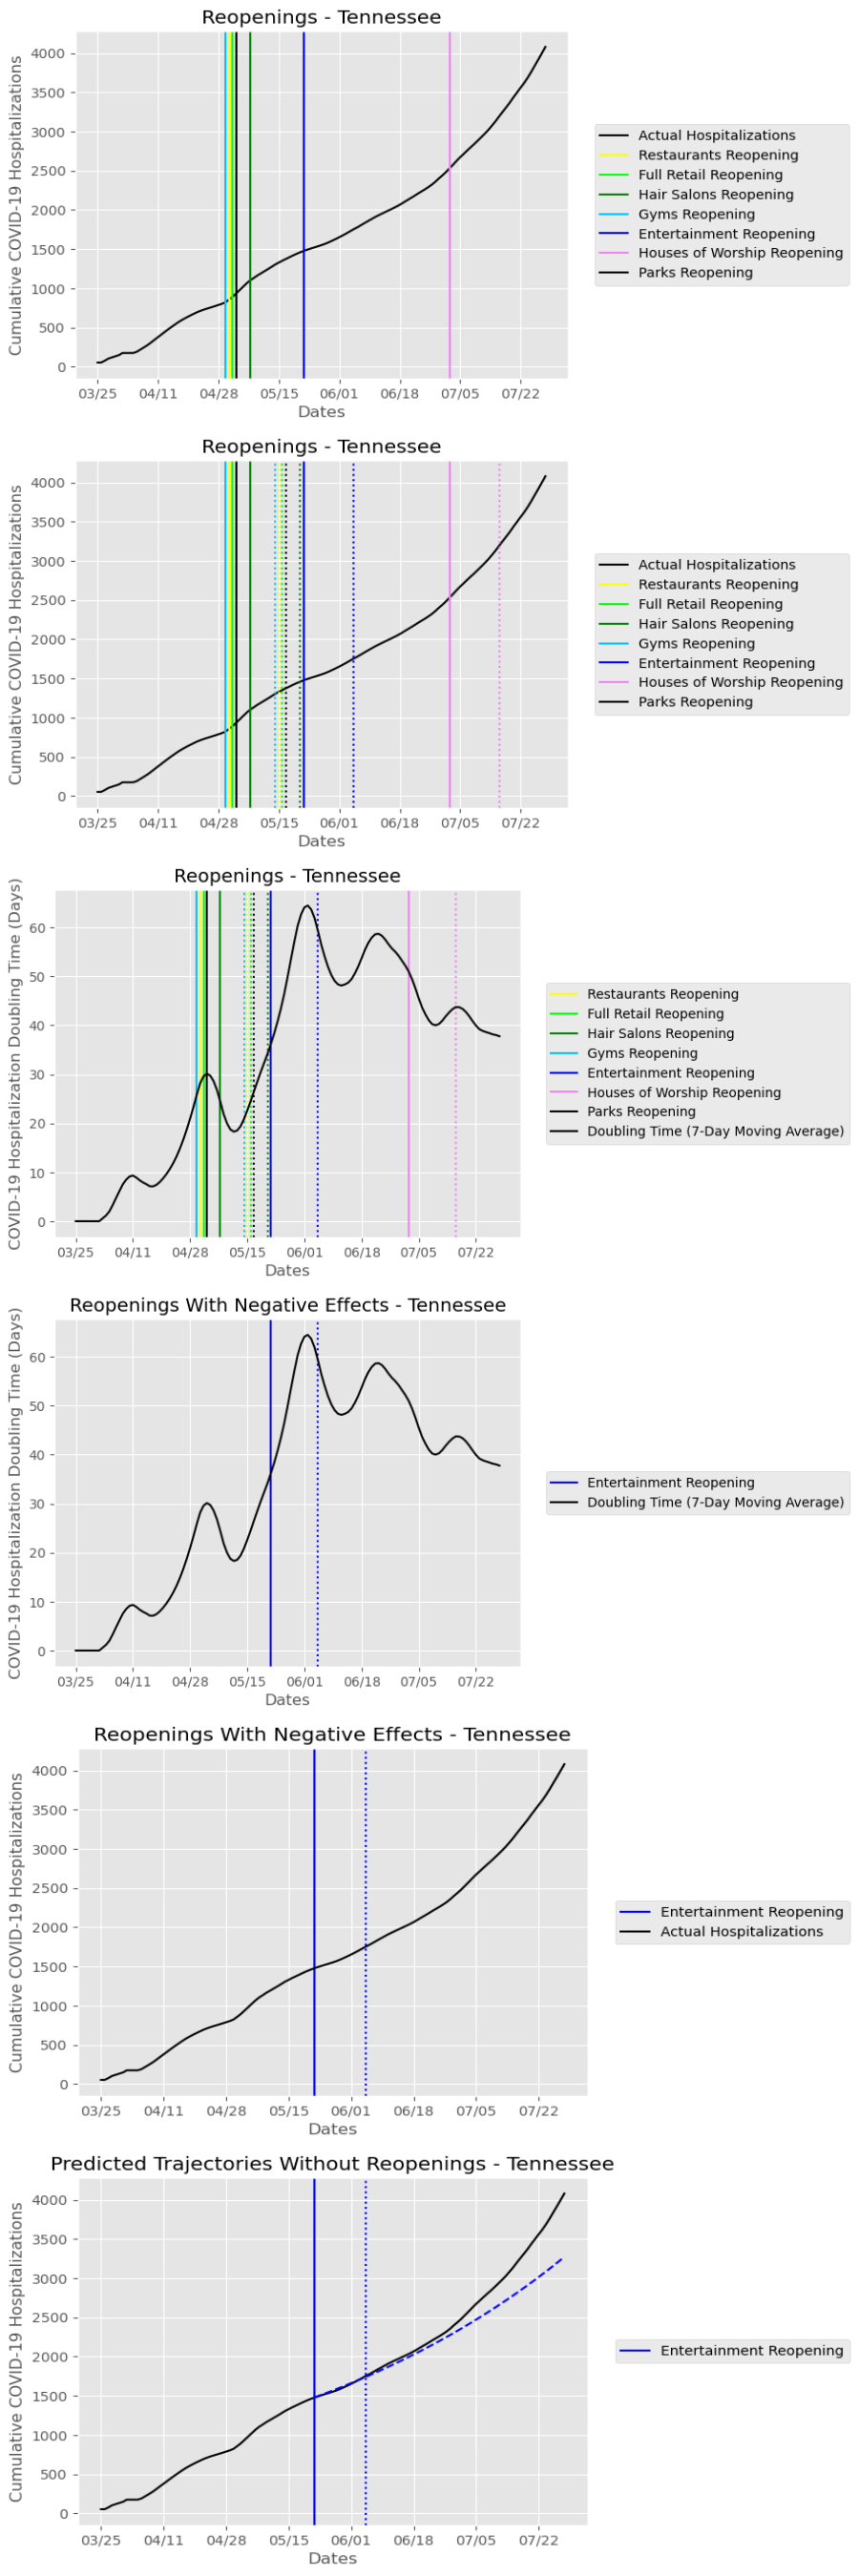 Reopenings - Tennessee
Cumulative COVID-19 Hospitalizations
4000
3500
3000
2500
2000
1500
1000
500
0
03/25 04/11 04/28 05/15 06/01 06/18 07/05 07/22
Dates
Actual Hospitalizations
Restaurants Reopening
Full Retail Reopening
Hair Salons Reopening
Gyms Reopening
Entertainment Reopening
Houses of Worship Reopening
Parks Reopening
Reopenings - Tennessee
Cumulative COVID-19 Hospitalizations
4000
3500
3000
2500
2000
1500
1000
500
0
03/25 04/11 04/28 05/15 06/01 06/18 07/05 07/22
Dates
Actual Hospitalizations
Restaurants Reopening
Full Retail Reopening
Hair Salons Reopening
Gyms Reopening
Entertainment Reopening
Houses of Worship Reopening
Parks Reopening
Reopenings - Tennessee
COVID-19 Hospitalization Doubling Time (Days)
60
50
40
30
20
10
0
03/25 04/11 04/28 05/15 06/01 06/18 07/05 07/22
Dates
Restaurants Reopening
Full Retail Reopening
Hair Salons Reopening
Gyms Reopening
Entertainment Reopening
Houses of Worship Reopening
Parks Reopening
Doubling Time (7-Day Moving Average)
Reopenings With Negative Effects - Tennessee
COVID-19 Hospitalization Doubling Time (Days)
60
50
40
30
20
10
0
03/25 04/11 04/28 05/15 06/01 06/18 07/05 07/22
Dates
Entertainment Reopening
Doubling Time (7-Day Moving Average)
Reopenings With Negative Effects - Tennessee
Cumulative COVID-19 Hospitalizations
4000
3500
3000
2500
2000
1500
1000
500
0
03/25 04/11 04/28 05/15 06/01 06/18 07/05 07/22
Dates
Entertainment Reopening
Actual Hospitalizations
Predicted Trajectories Without Reopenings - Tennessee
Cumulative COVID-19 Hospitalizations
4000
3500
3000
2500
2000
1500
1000
500
0
03/25 04/11 04/28 05/15 06/01 06/18 07/05 07/22
Dates
Entertainment Reopening